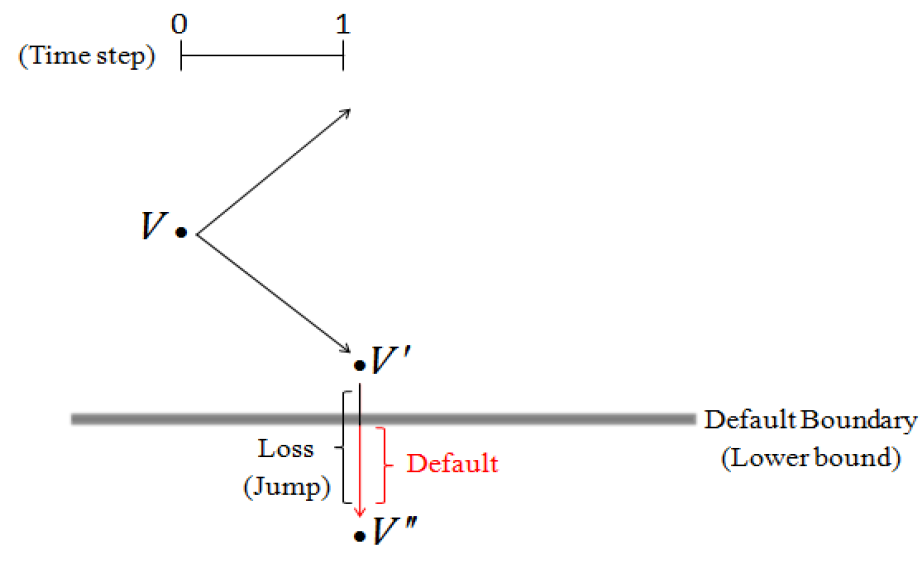 0 1
(Time step)
V
V′
Default Boundary
(Lower bound)
Loss
(Jump)
Default
V″